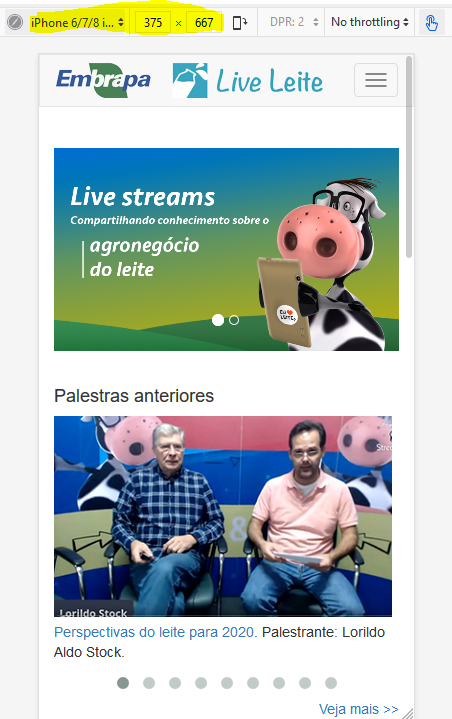 iPhone 6/7/8 i... 375 × 667 DPR: 2 No throttling
Embrapa Live Leite
Live streams
Compartilhando conhecimento sobre o
agronegócio
do leite
EU ❤ LEITE!
Palestras anteriores
Lorildo Stock
Perspectivas do leite para 2020. Palestrante: Lorildo
Aldo Stock.
Veja mais >>